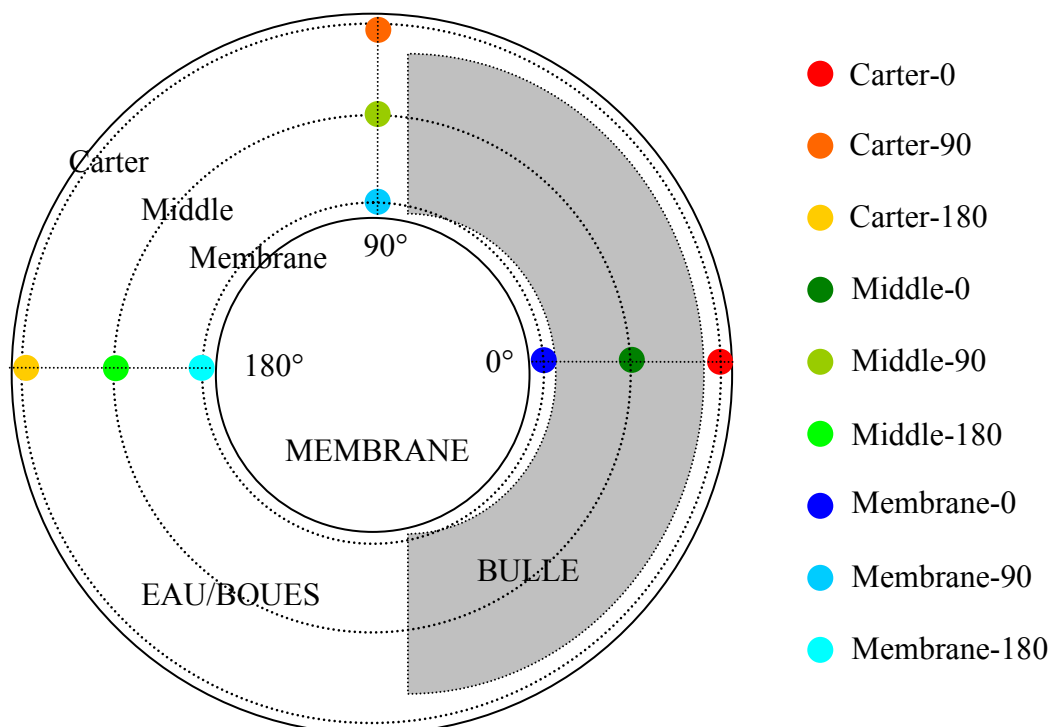 Carter
Middle
Membrane
90°
180°
0°
MEMBRANE
BULLE
EAU/BOUES
Carter-0
Carter-90
Carter-180
Middle-0
Middle-90
Middle-180
Membrane-0
Membrane-90
Membrane-180